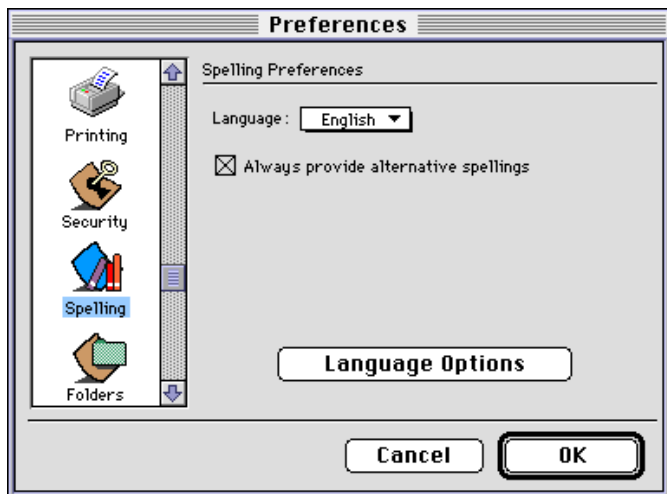 Preferences
Printing
Security
Spelling
Folders
Spelling Preferences
Language: English
Always provide alternative spellings
Language Options
Cancel
OK